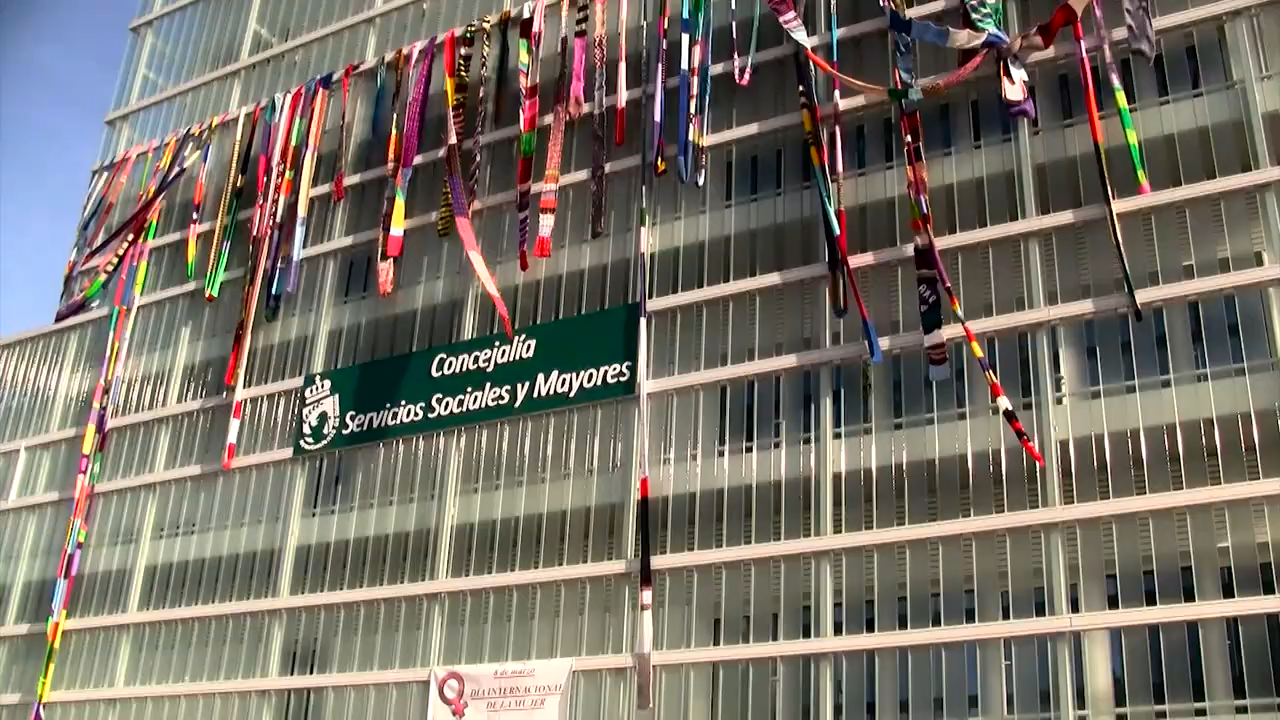 Concejalía
Servicios Sociales y Mayores
8 de marzo
DIA INTERNACIONAL
DE LA MUJER